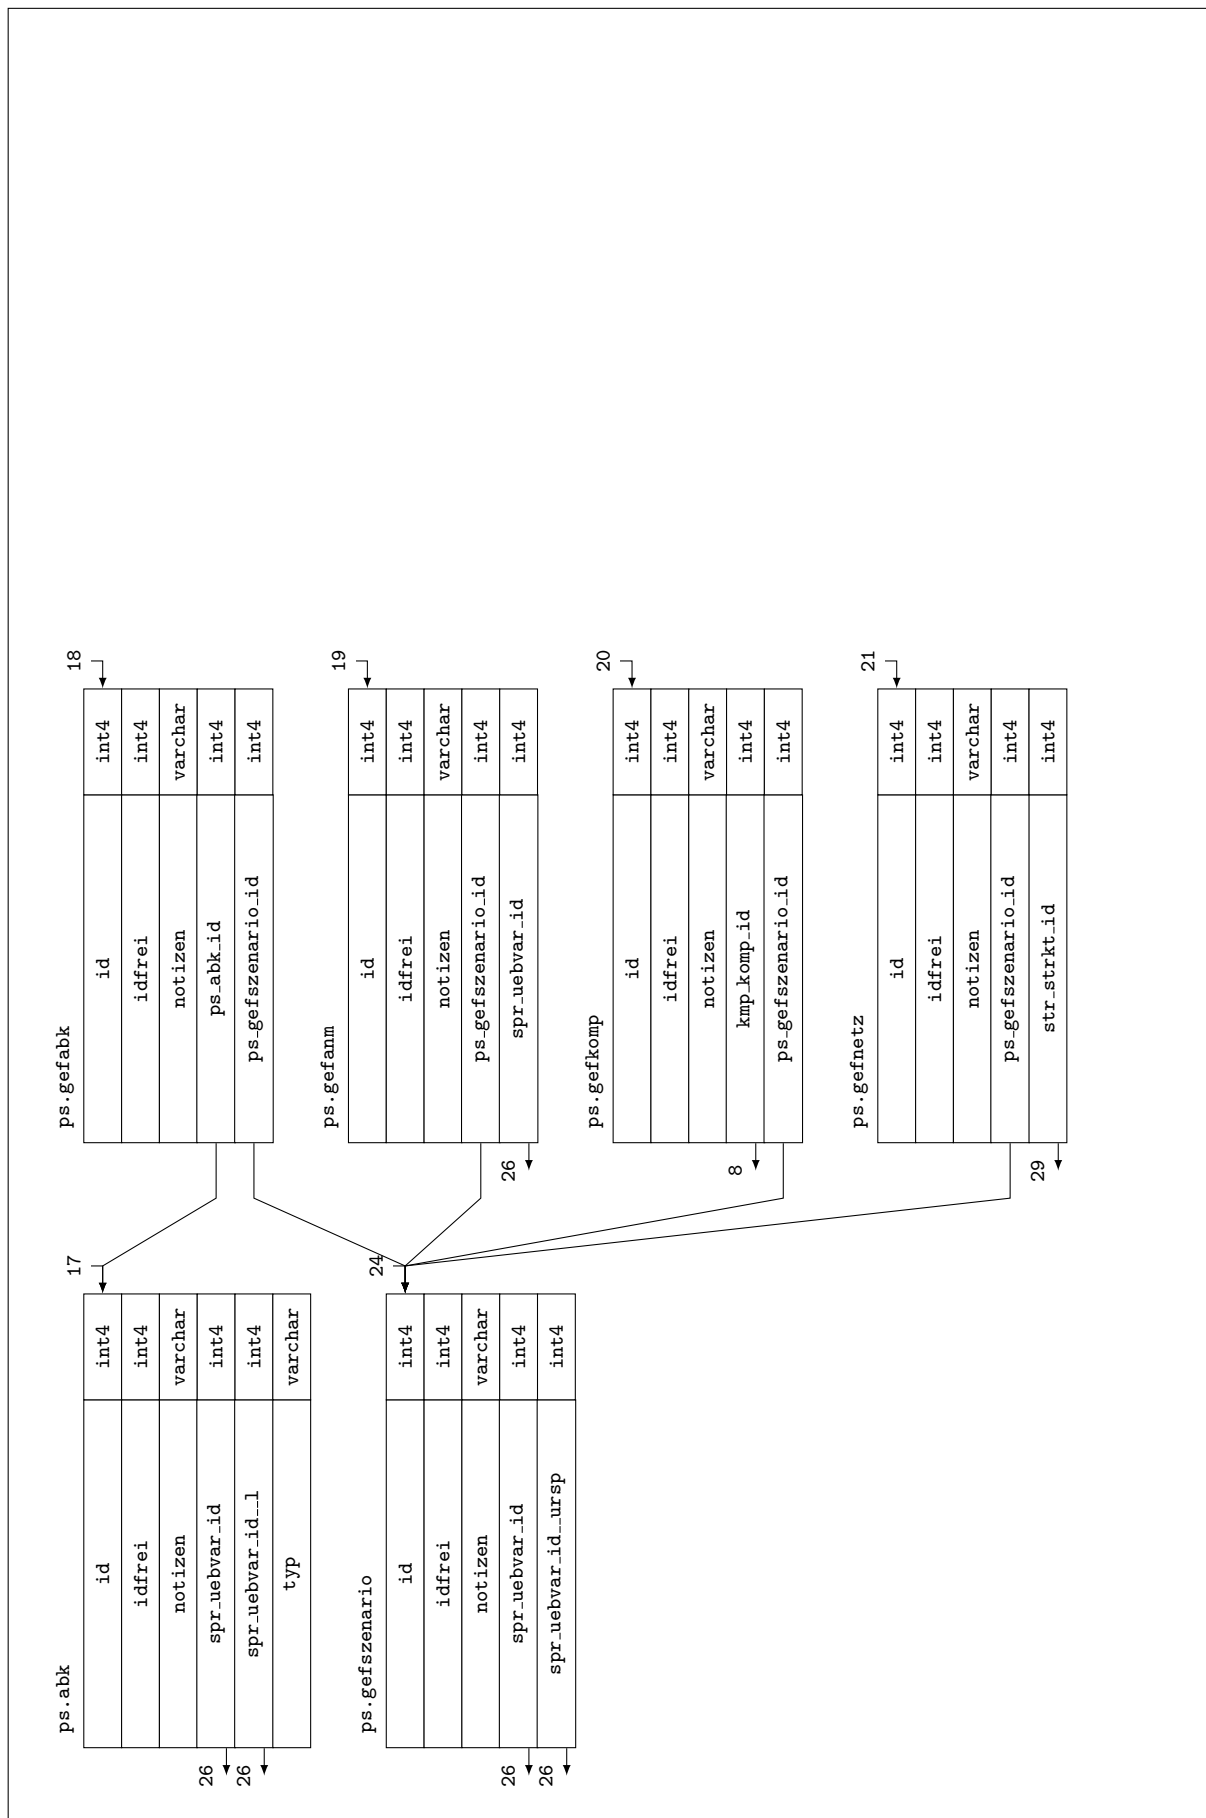 ps.abk
17
id int4
idfrei int4
notizen varchar
spr_uebvar_id int4
26
spr_uebvar_id__l int4
26
typ varchar
ps.gefszenario
24
id int4
idfrei int4
notizen varchar
spr_uebvar_id int4
26
spr_uebvar_id__ursp int4
26
ps.gefabk
18
id int4
idfrei int4
notizen varchar
ps_abk_id int4
ps_gefszenario_id int4
ps.gefanm
19
id int4
idfrei int4
notizen varchar
ps_gefszenario_id int4
spr_uebvar_id int4
26
ps.gefkomp
20
id int4
idfrei int4
notizen varchar
kmp_komp_id int4
8
ps_gefszenario_id int4
ps.gefnetz
21
id int4
idfrei int4
notizen varchar
ps_gefszenario_id int4
str_strkt_id int4
29